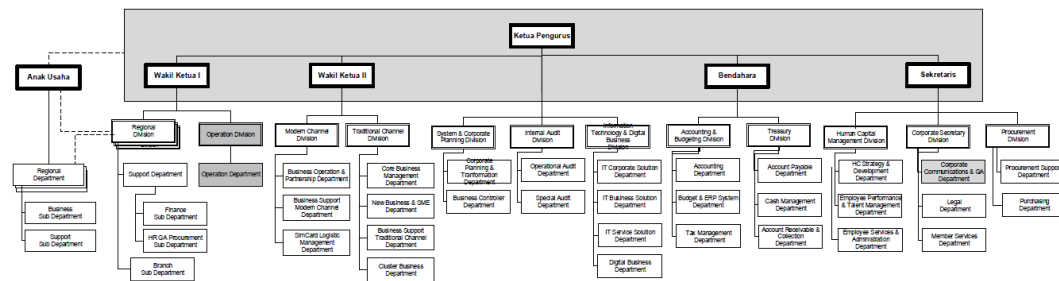 Ketua Pengurus
Anak Usaha
Wakil Ketua I
Wakil Ketua II
Bendahara
Sekretaris
Regional
Division
Operation Division
Modern Channel
Division
Traditional Channel
Division
System & Corporate
Planning Division
Internal Audit
Division
Information
Technology & Digital
Business
Division
Accounting &
Budgeting Division
Treasury
Division
Human Capital
Management Division
Corporate Secretary
Division
Procurement
Division
Regional
Department
Business
Sub Department
Support
Sub Department
Support Department
Finance
Sub Department
HR GA Procurement
Sub Department
Branch
Sub Department
Operation Department
Business Operation &
Partnership Department
Business Support
Modern Channel
Department
SimCard Logistic
Management
Department
Core Business
Management
Department
New Business & SME
Department
Business Support
Traditional Channel
Department
Cluster Business
Department
Corporate
Planning &
Tranformation
Department
Business Controller
Department
Operational Audit
Department
Special Audit
Department
IT Corporate Solution
Department
IT Business Solution
Department
IT Service Solution
Department
Digital Business
Department
Accounting
Department
Budget & ERP System
Department
Tax Management
Department
Account Payable
Department
Cash Management
Department
Account Receivable &
Collection
Department
HC Strategy &
Development
Department
Employee Performance
& Talent Management
Department
Employee Services &
Administration
Department
Corporate
Communications & GA
Department
Legal
Department
Member Services
Department
Procurement Support
Department
Purchasing
Department